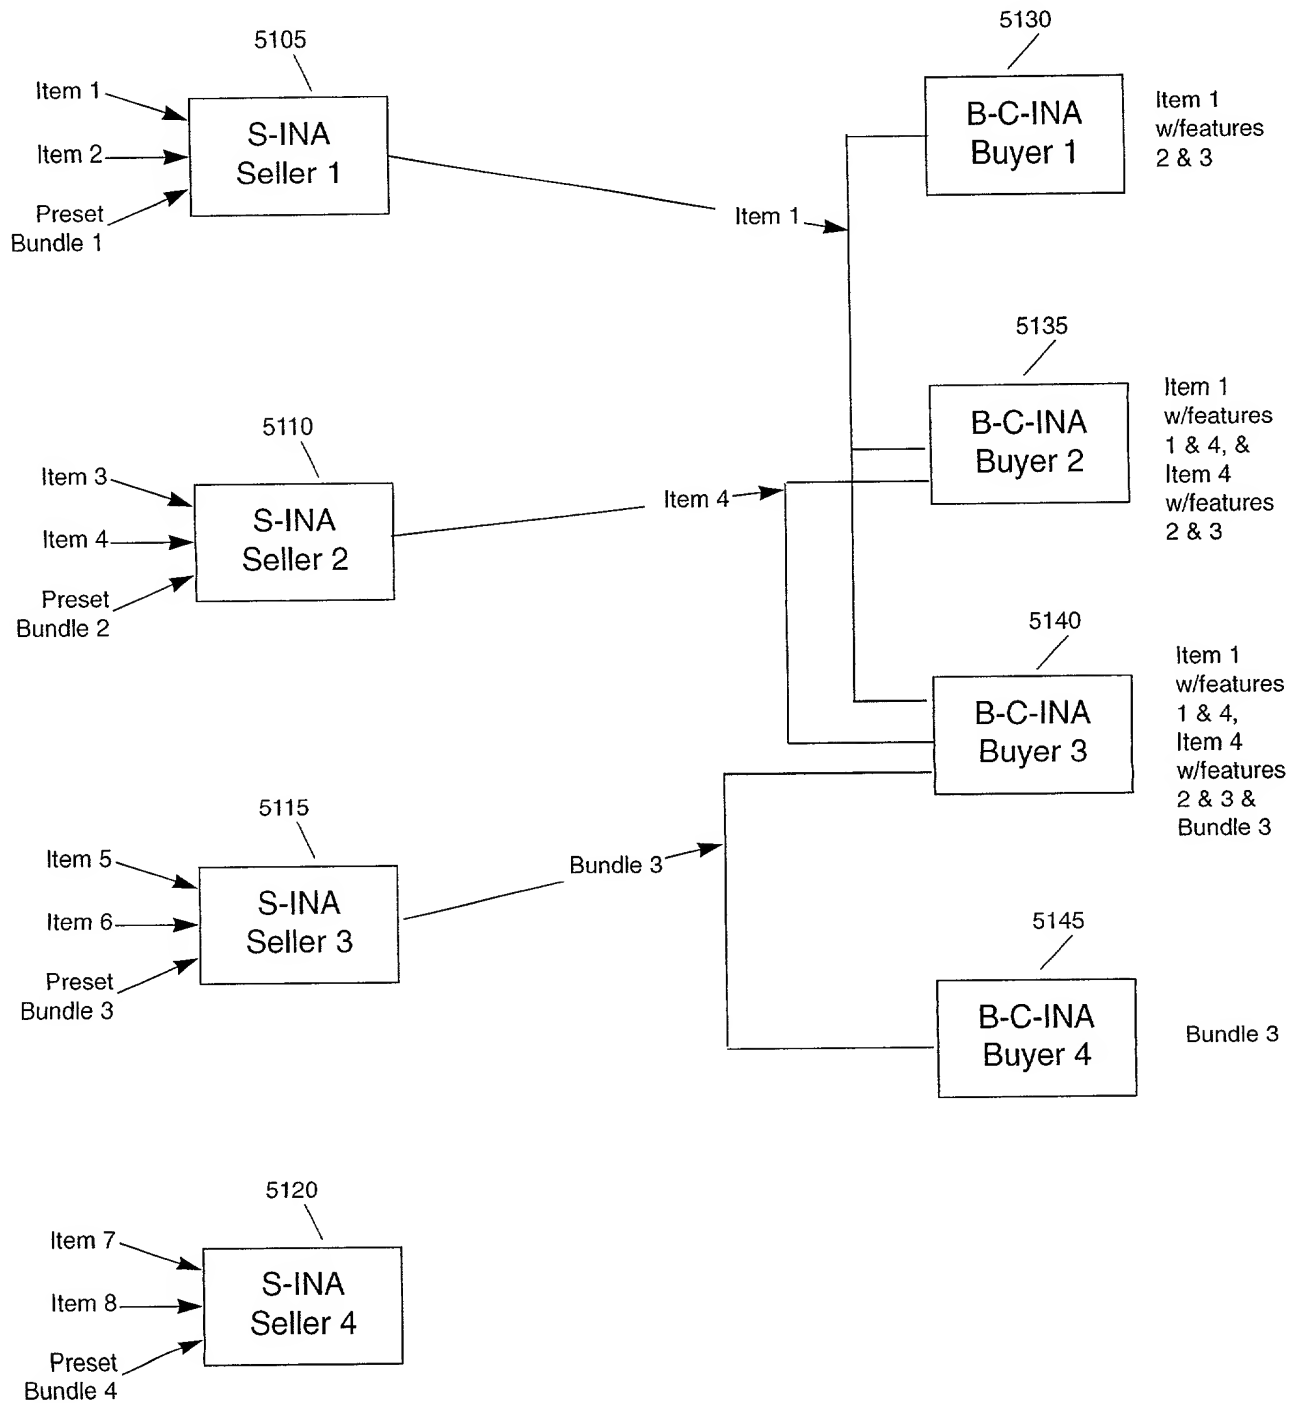 5105
Item 1
Item 2
Preset
Bundle 1
S-INA
Seller 1
Item 1
5130
B-C-INA
Buyer 1
Item 1
w/features
2 & 3
5110
Item 3
Item 4
Preset
Bundle 2
S-INA
Seller 2
Item 4
5135
B-C-INA
Buyer 2
Item 1
w/features
1 & 4, &
Item 4
w/features
2 & 3
5115
Item 5
Item 6
Preset
Bundle 3
S-INA
Seller 3
Bundle 3
5140
B-C-INA
Buyer 3
Item 1
w/features
1 & 4,
Item 4
w/features
2 & 3 &
Bundle 3
5145
B-C-INA
Buyer 4
Bundle 3
5120
Item 7
Item 8
Preset
Bundle 4
S-INA
Seller 4